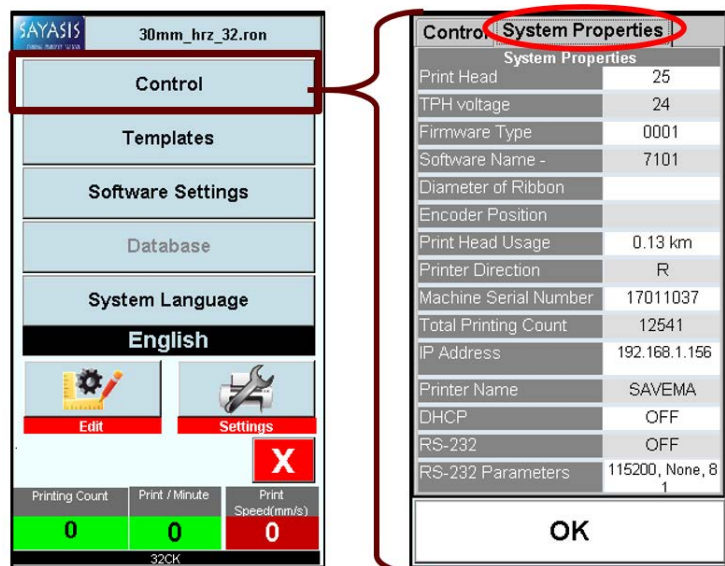 SAYASIS
30mm_hrz_32.ron
Control
Templates
Software Settings
Database
System Language
English
Edit
Settings
X
Printing Count
Print / Minute
Print
Speed(mm/s)
0
0
0
32CK
Control
System Properties
System Properties
Print Head 25
TPH voltage 24
Firmware Type 0001
Software Name - 7101
Diameter of Ribbon
Encoder Position
Print Head Usage 0.13 km
Printer Direction R
Machine Serial Number 17011037
Total Printing Count 12541
IP Address 192.168.1.156
Printer Name SAVEMA
DHCP OFF
RS-232 OFF
RS-232 Parameters 115200, None, 8
1
OK